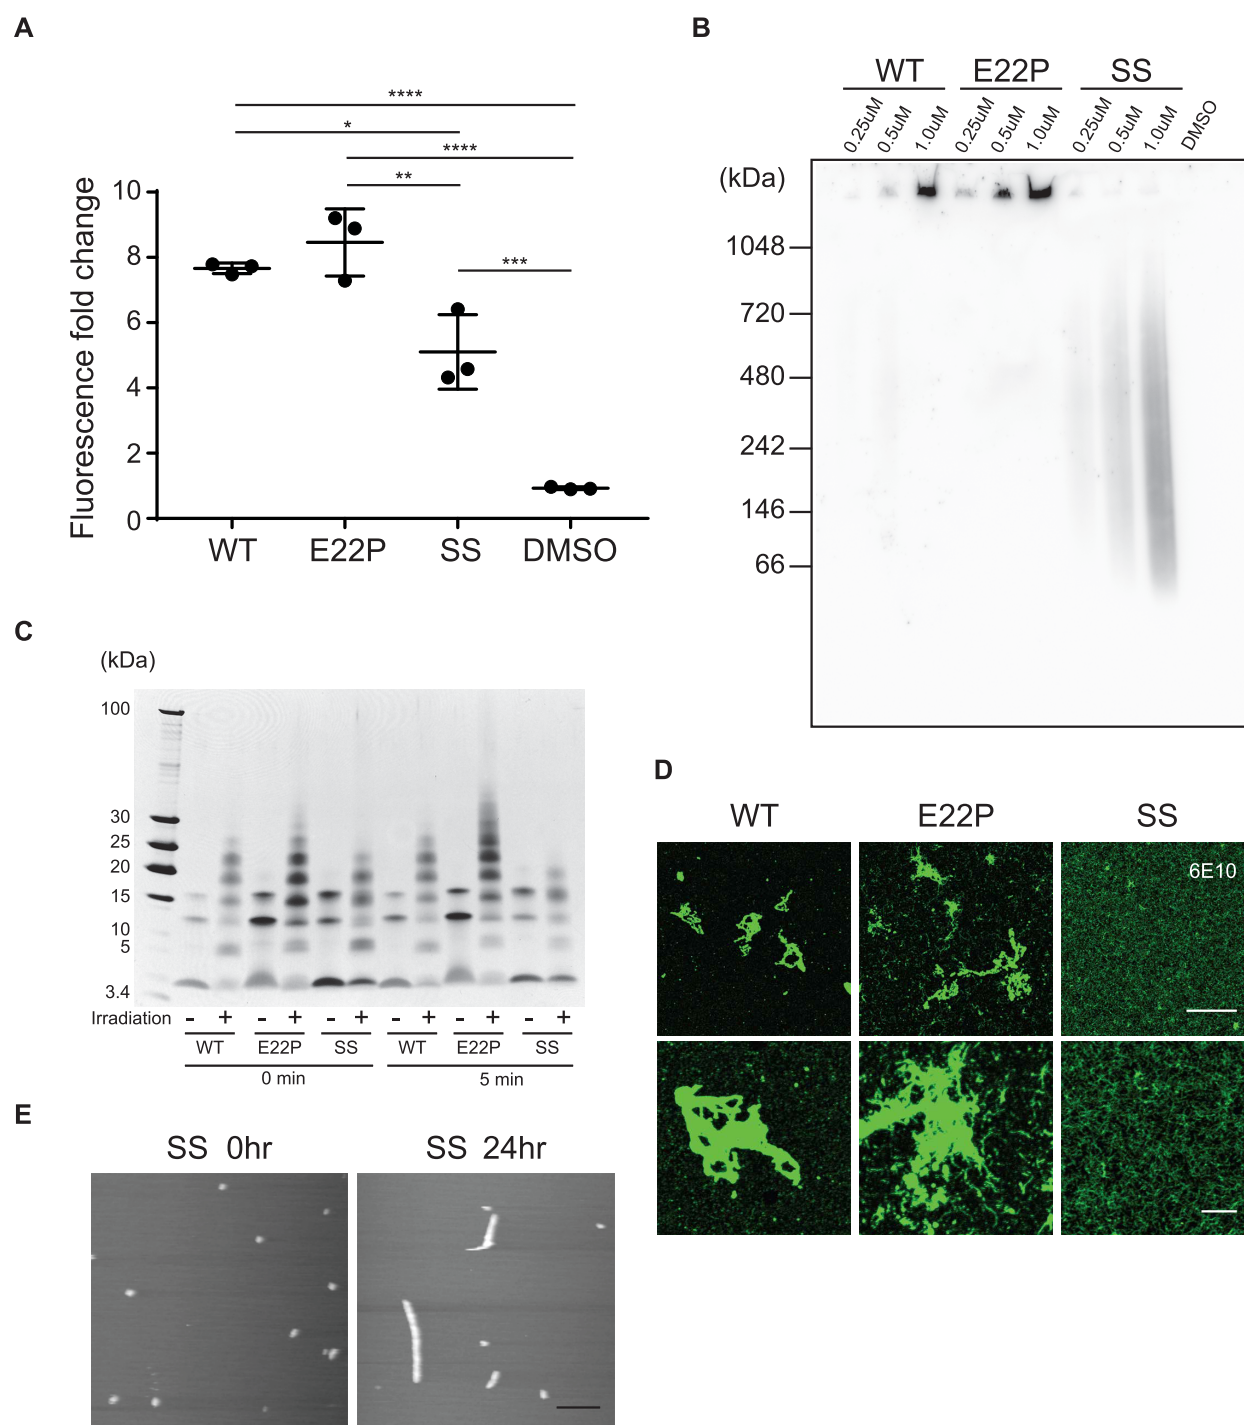 A
****
*
****
**
***
Fluorescence fold change
10
8
6
4
2
0
WT E22P SS DMSO
B
WT E22P SS
0.25uM 0.5uM 1.0uM 0.25uM 0.5uM 1.0uM 0.25uM 0.5uM 1.0uM DMSO
(kDa)
1048
720
480
242
146
66
C
(kDa)
100
30
25
20
15
10
5
3.4
Irradiation - + - + - + - + - + - +
WT E22P SS WT E22P SS
0 min 5 min
D
WT E22P SS
6E10
E
SS 0hr SS 24hr